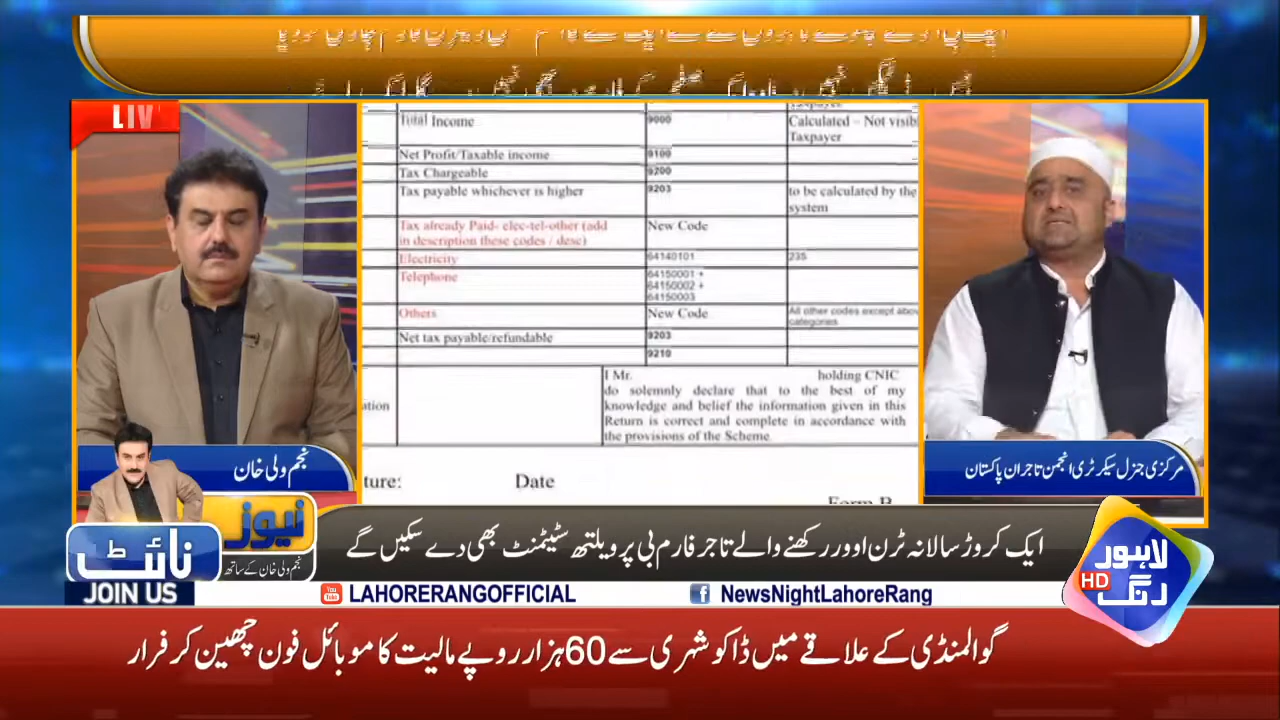 LIV
Total Income 9000 Calculated – Not visib
Taxpayer
Net Profit/Taxable income 9100
Tax Chargeable 9200
Tax payable whichever is higher 9203 to be calculated by the
system
Tax already Paid- elec-tel-other (add New Code
in description these codes / desc)
Electricity 64140101 235
Telephone 64150001 +
64150002 +
64150003
Others New Code All other codes except abov
categories
Net tax payable/refundable 9203
9210
I Mr. holding CNIC
do solemnly declare that to the best of my
ation knowledge and belief the information given in this
Return is correct and complete in accordance with
the provisions of the Scheme.
ture: Date
Form B
نجم ولی خان
مرکزی جنرل سیکرٹری انجمن تاجران پاکستان
نیوز
نائٹ
نجم ولی خان کے ساتھ
JOIN US
ایک کروڑ سالانہ ٹرن اوور رکھنے والے تاجر فارم بی پر ویلتھ سٹیٹمنٹ بھی دے سکیں گے
لاہور
رنگ
HD
You Tube LAHORERANGOFFICIAL f NewsNightLahoreRang
گوالمنڈی کے علاقے میں ڈاکو شہری سے 60 ہزار روپے مالیت کا موبائل فون چھین کر فرار